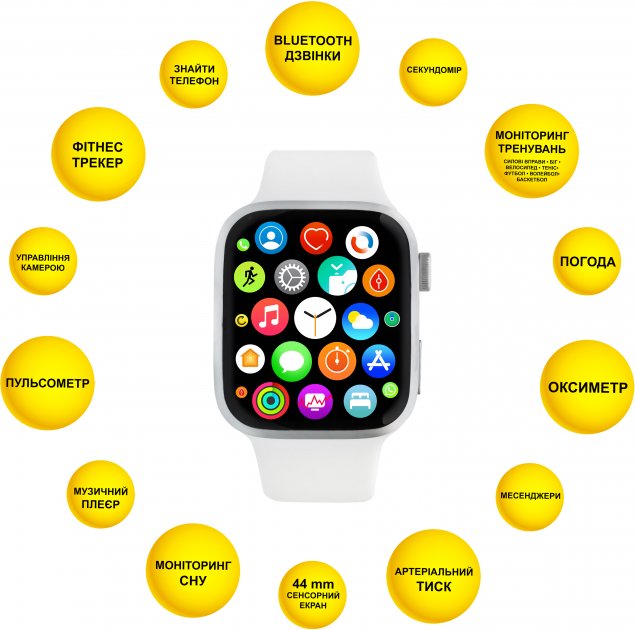 BLUETOOTH
ДЗВІНКИ
ЗНАЙТИ
ТЕЛЕФОН
СЕКУНДОМІР
ФІТНЕС
ТРЕКЕР
МОНІТОРИНГ
ТРЕНУВАНЬ
СИЛОВІ ВПРАВИ • БІГ •
ВЕЛОСИПЕД • ТЕНІС•
ФУТБОЛ • ВОЛЕЙБОЛ•
БАСКЕТБОЛ
УПРАВЛІННЯ
КАМЕРОЮ
ПОГОДА
ПУЛЬСОМЕТР
ОКСИМЕТР
МУЗИЧНИЙ
ПЛЕЄР
МЕСЕНДЖЕРИ
МОНІТОРИНГ
СНУ
44 mm
СЕНСОРНИЙ
ЕКРАН
АРТЕРІАЛЬНИЙ
ТИСК